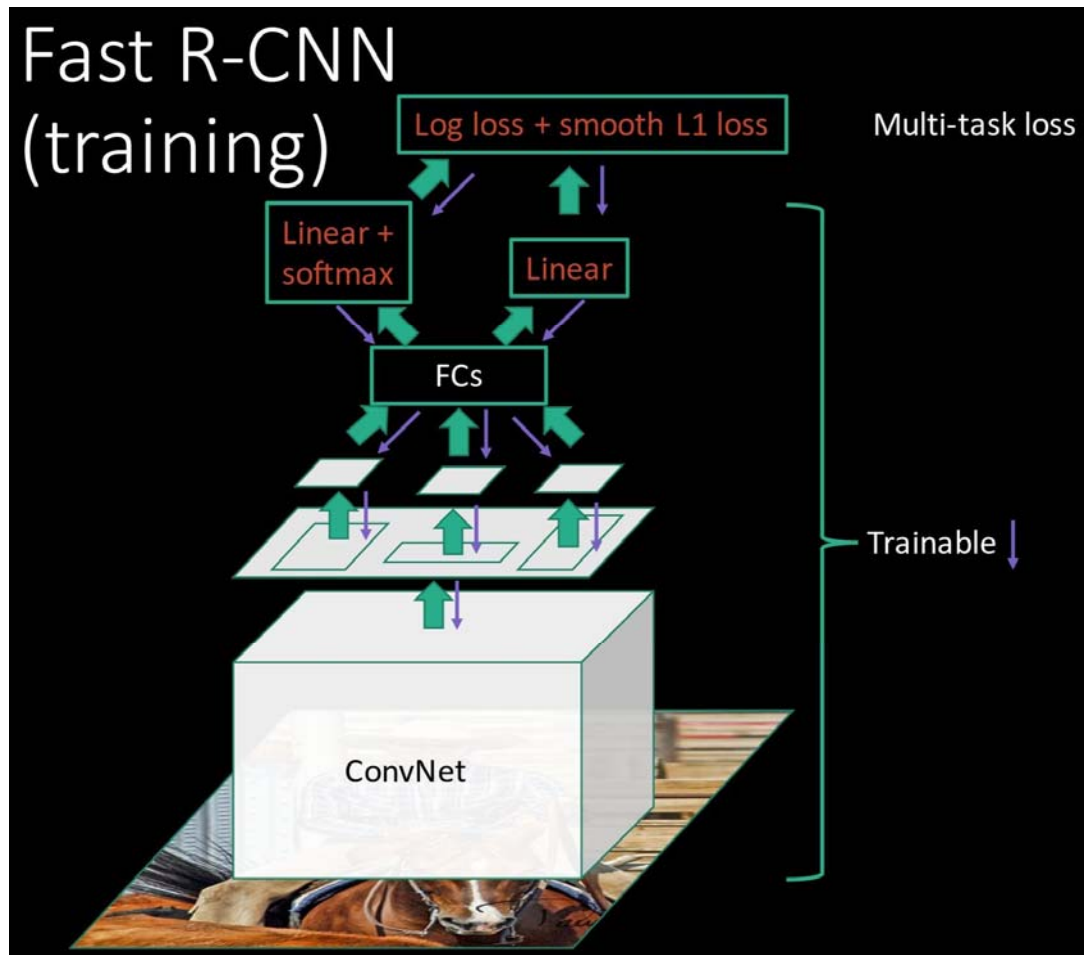 Fast R-CNN
(training)
Log loss + smooth L1 loss
Multi-task loss
Linear +
softmax
Linear
FCs
Trainable
ConvNet